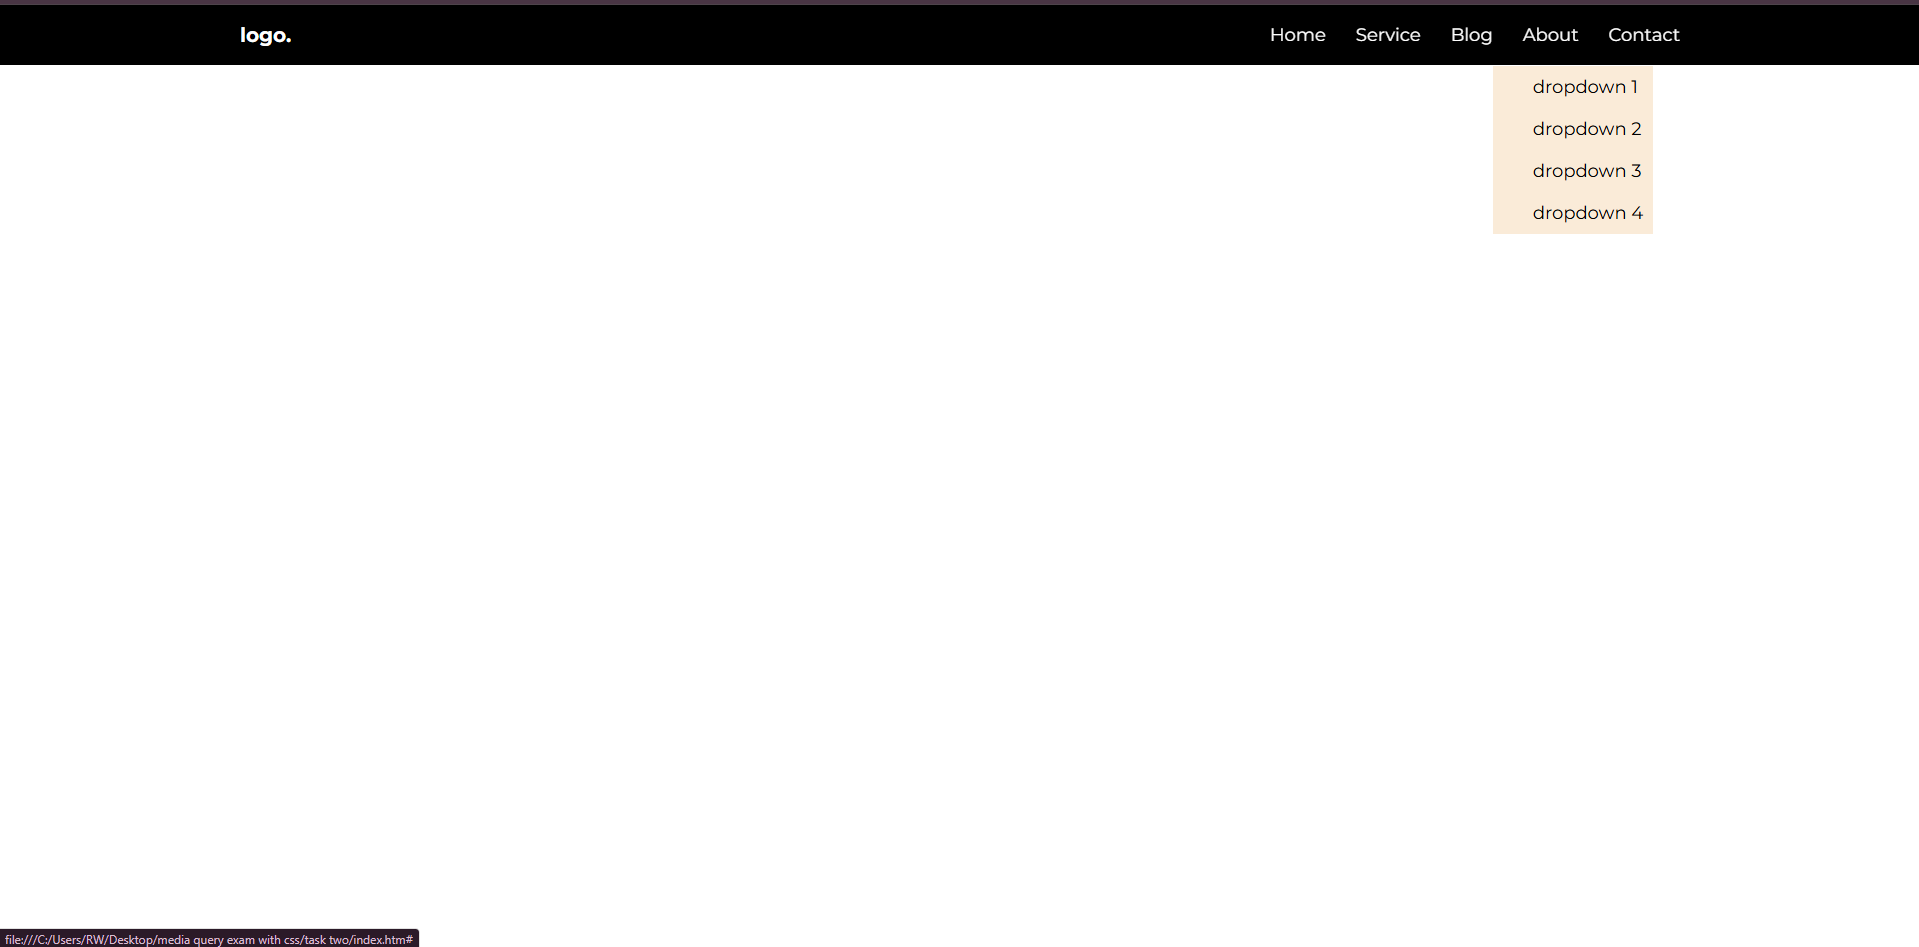 logo.
Home Service Blog About Contact
dropdown 1
dropdown 2
dropdown 3
dropdown 4
file:///C:/Users/RW/Desktop/media query exam with css/task two/index.htm#